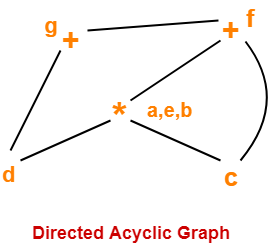 g + + f
* a,e,b
d c
Directed Acyclic Graph